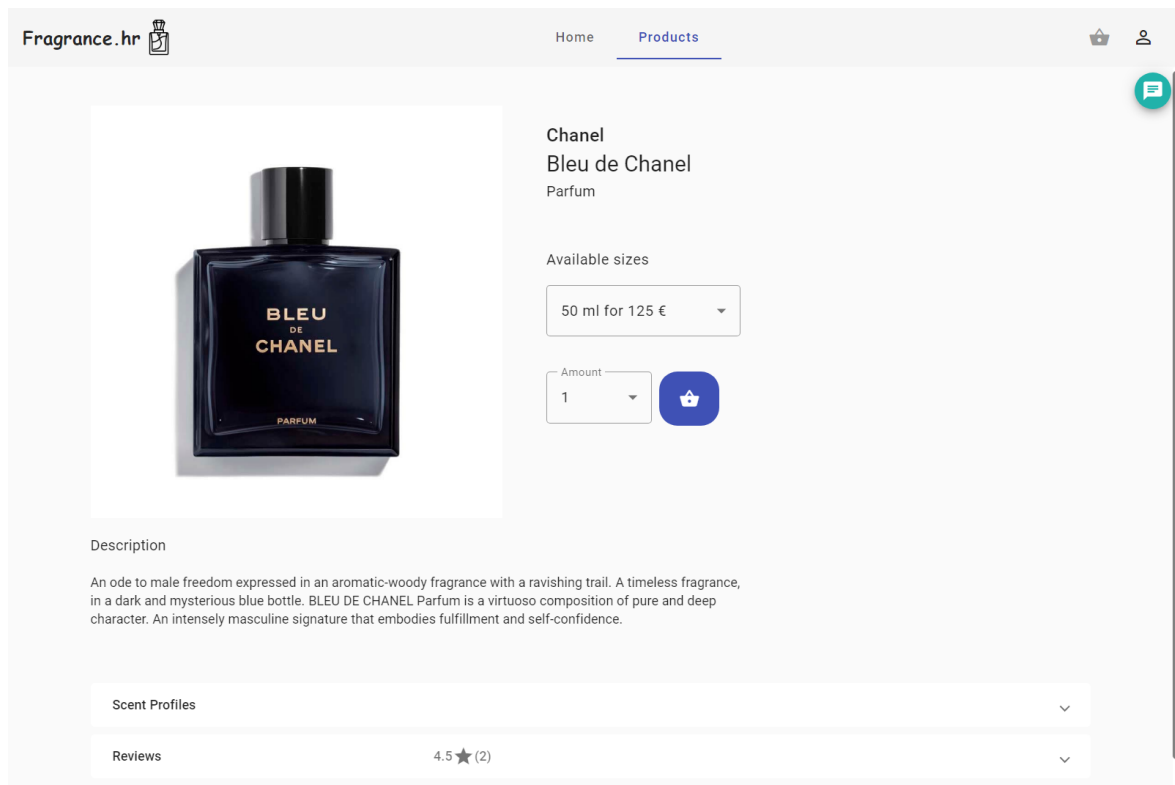 Fragrance.hr
Home
Products
BLEU
DE
CHANEL
PARFUM
Chanel
Bleu de Chanel
Parfum
Available sizes
50 ml for 125 €
Amount
1
Description
An ode to male freedom expressed in an aromatic-woody fragrance with a ravishing trail. A timeless fragrance,
in a dark and mysterious blue bottle. BLEU DE CHANEL Parfum is a virtuoso composition of pure and deep
character. An intensely masculine signature that embodies fulfillment and self-confidence.
Scent Profiles
Reviews
4.5★(2)